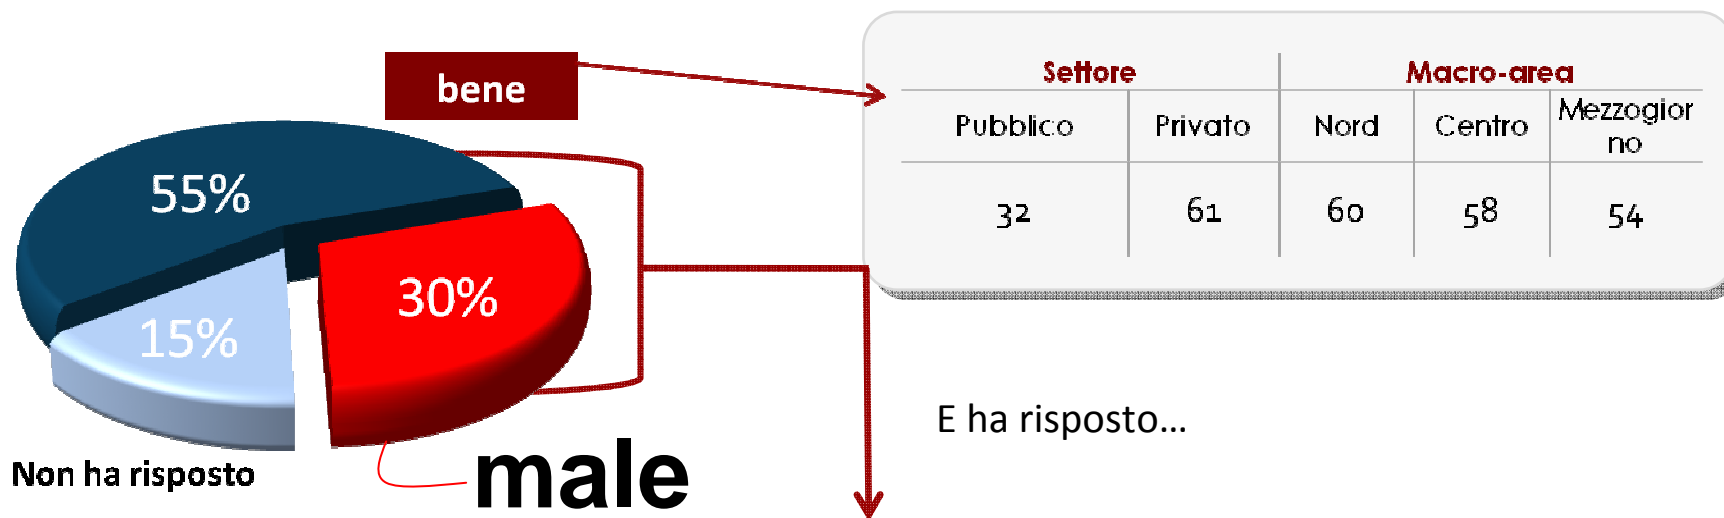 bene
55%
30%
15%
Non ha risposto
male
Settore Macro-area
Pubblico Privato Nord Centro Mezzogior
no
32 61 60 58 54
E ha risposto...